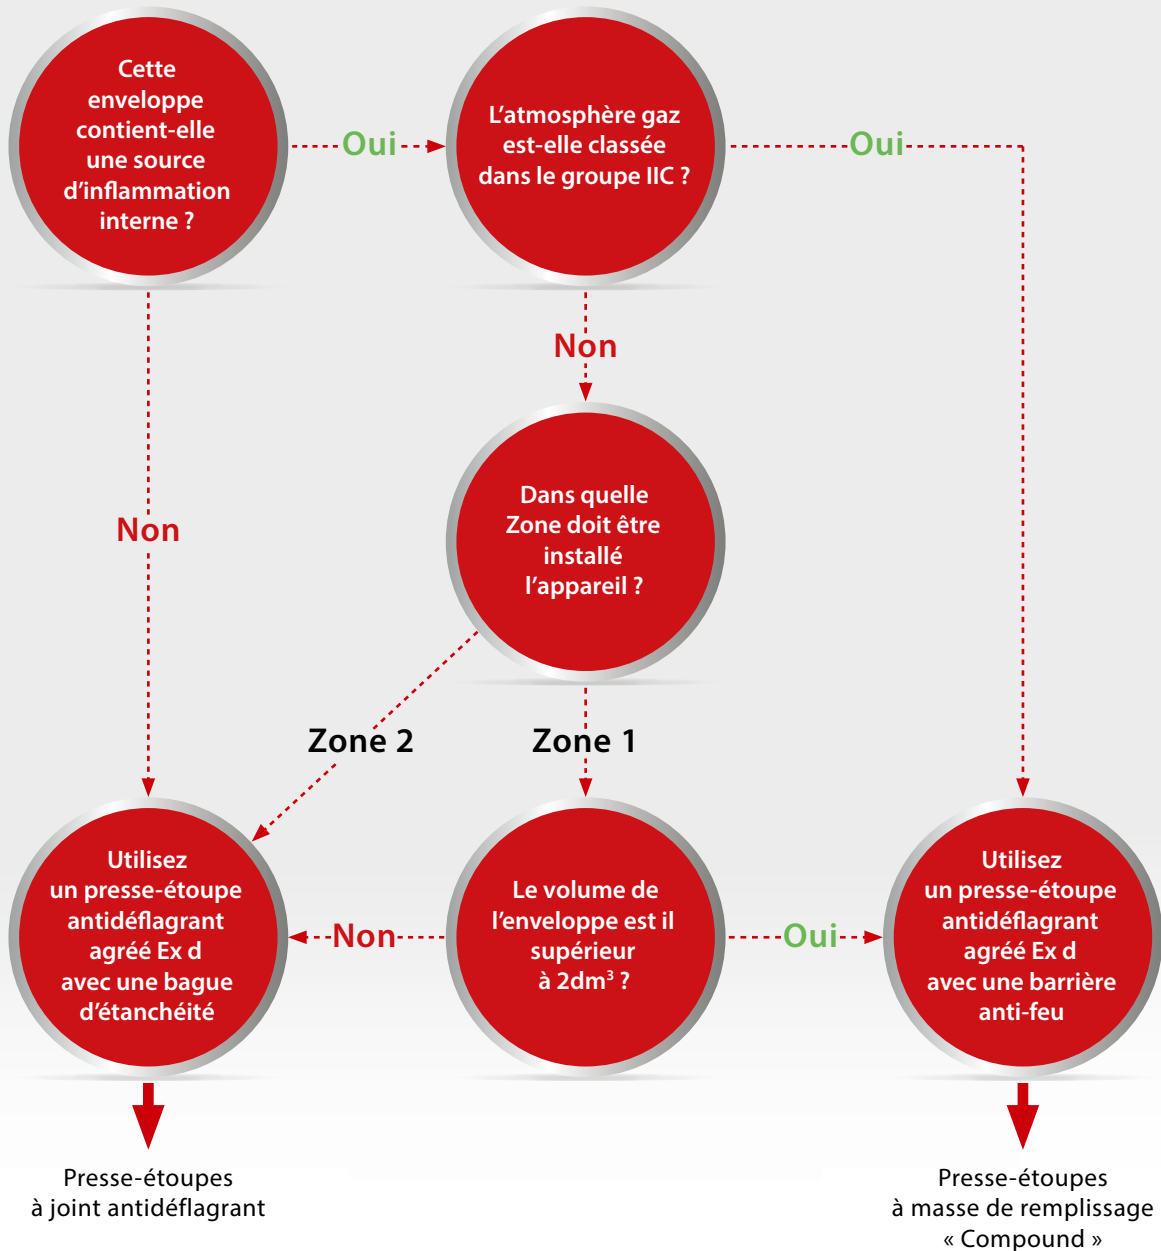 Cette
enveloppe
contient-elle
une source
d’inflammation
interne ?
Oui
L’atmosphère gaz
est-elle classée
dans le groupe IIC ?
Oui
Non
Non
Dans quelle
Zone doit être
installé
l’appareil ?
Zone 2
Zone 1
Utilisez
un presse-étoupe
antidéflagrant
agréé Ex d
avec une bague
d’étanchéité
Non
Le volume de
l’enveloppe est il
supérieur
à 2dm³ ?
Oui
Utilisez
un presse-étoupe
antidéflagrant
agréé Ex d
avec une barrière
anti-feu
Presse-étoupes
à joint antidéflagrant
Presse-étoupes
à masse de remplissage
« Compound »